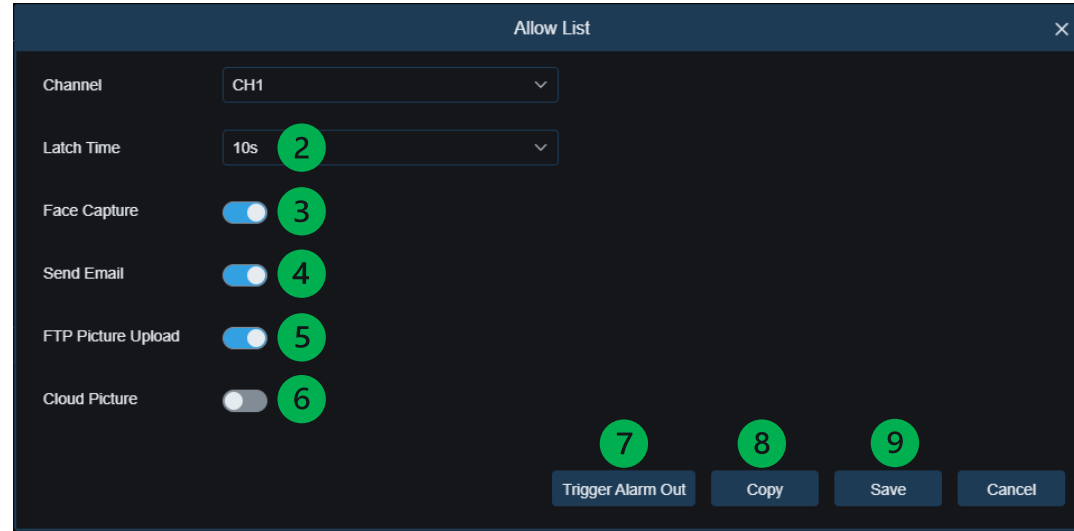 Allow List
Channel CH1
Latch Time 10s 2
Face Capture 3
Send Email 4
FTP Picture Upload 5
Cloud Picture 6
7 8 9
Trigger Alarm Out Copy Save Cancel